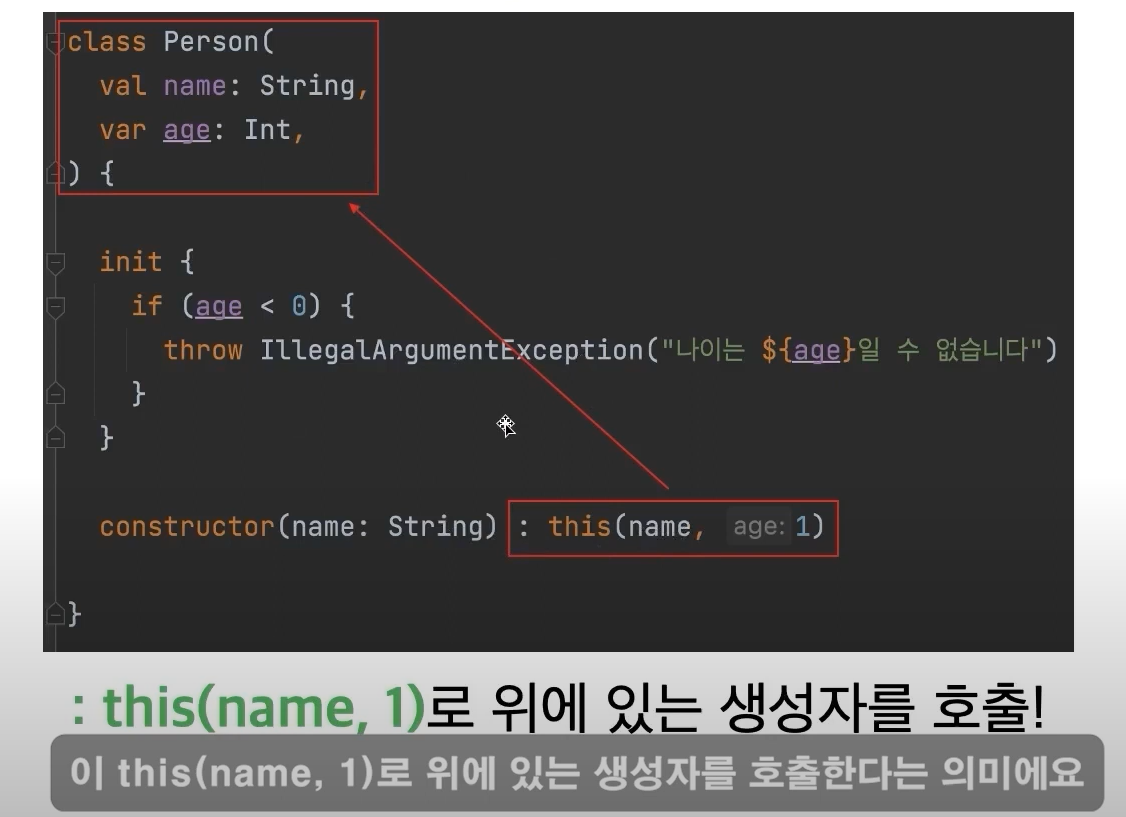 class Person(
val name: String,
var age: Int,
) {
init {
if (age < 0) {
throw IllegalArgumentException("나이는 ${age}일 수 없습니다")
}
}
constructor(name: String) : this(name, age: 1)
}
: this(name, 1)로 위에 있는 생성자를 호출!
이 this(name, 1)로 위에 있는 생성자를 호출한다는 의미에요